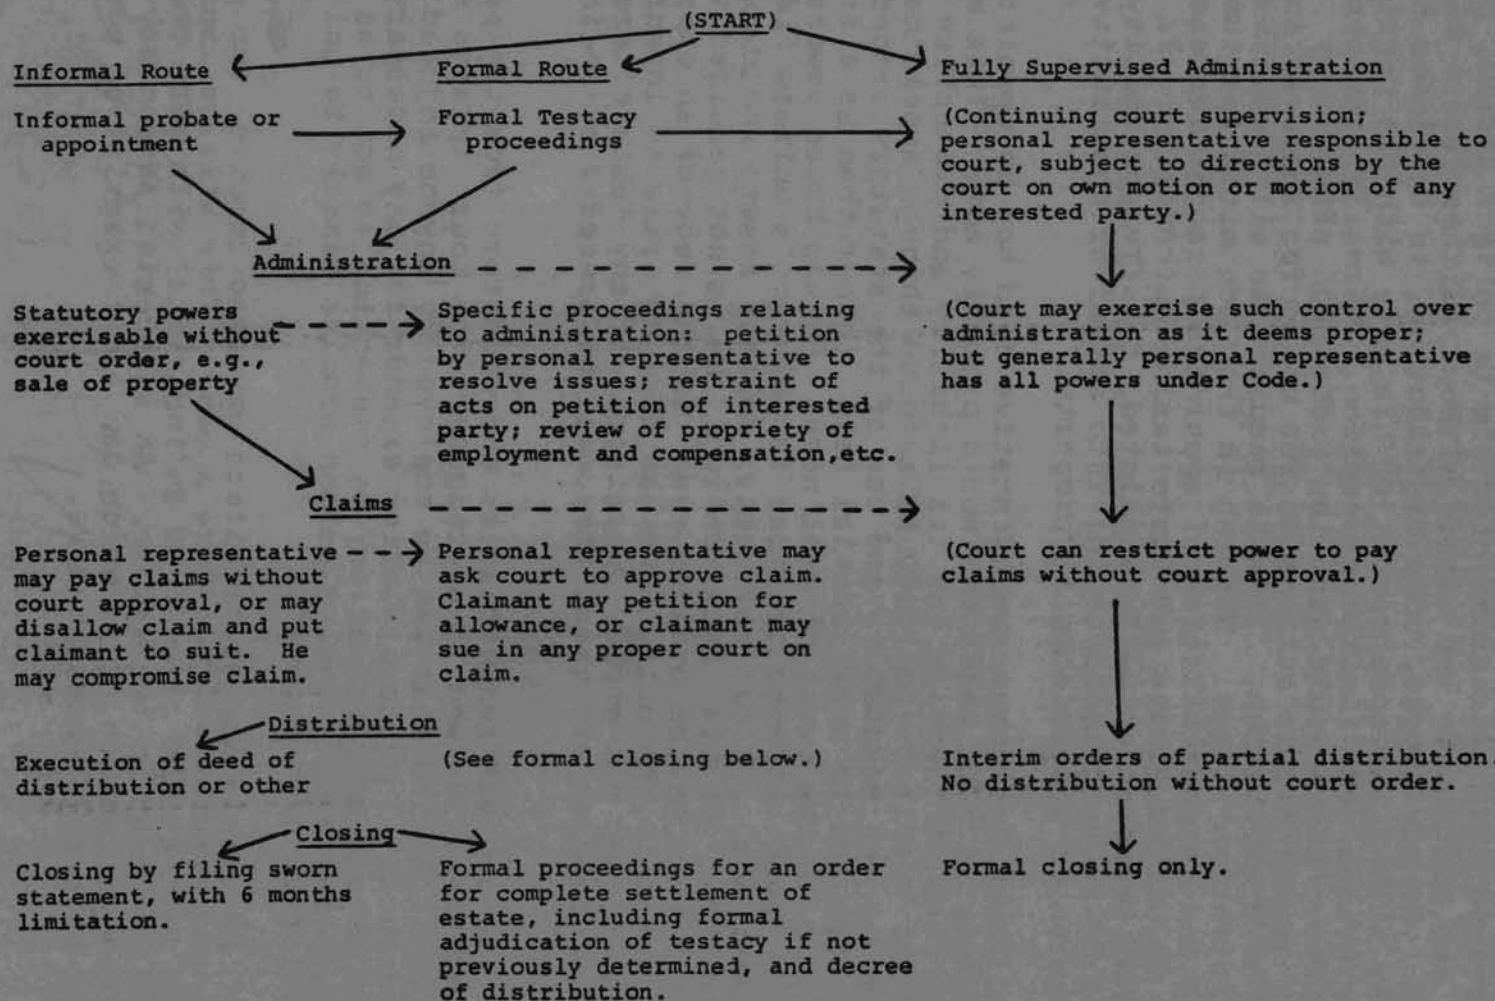 (START)
Informal Route
Formal Route
Fully Supervised Administration
Informal probate or
appointment
Formal Testacy
proceedings
(Continuing court supervision;
personal representative responsible to
court, subject to directions by the
court on own motion or motion of any
interested party.)
Administration
Statutory powers
exercisable without
court order, e.g.,
sale of property
Specific proceedings relating
to administration: petition
by personal representative to
resolve issues; restraint of
acts on petition of interested
party; review of propriety of
employment and compensation,etc.
(Court may exercise such control over
administration as it deems proper;
but generally personal representative
has all powers under Code.)
Claims
Personal representative
may pay claims without
court approval, or may
disallow claim and put
claimant to suit. He
may compromise claim.
Personal representative may
ask court to approve claim.
Claimant may petition for
allowance, or claimant may
sue in any proper court on
claim.
(Court can restrict power to pay
claims without court approval.)
Distribution
Execution of deed of
distribution or other
(See formal closing below.)
Interim orders of partial distribution.
No distribution without court order.
Closing
Closing by filing sworn
statement, with 6 months
limitation.
Formal proceedings for an order
for complete settlement of
estate, including formal
adjudication of testacy if not
previously determined, and decree
of distribution.
Formal closing only.